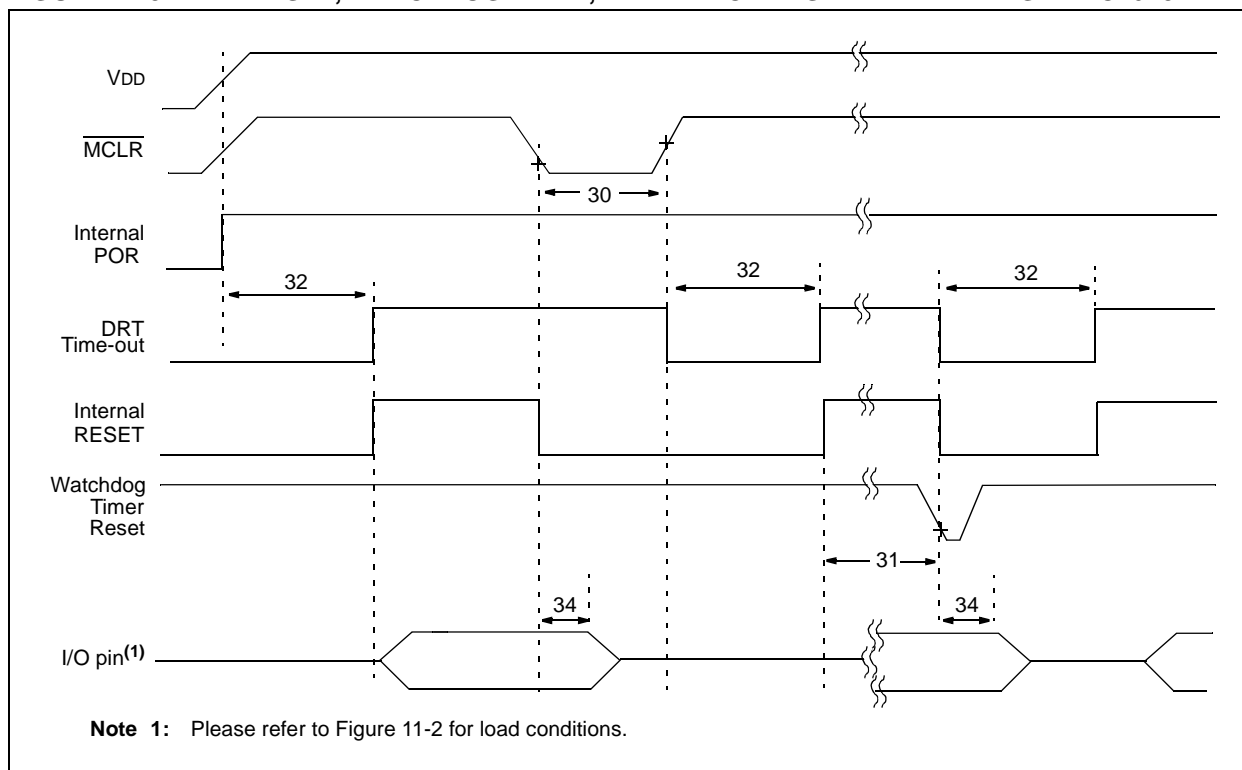 VDD
MCLR
30
Internal
POR
32
32
32
DRT
Time-out
Internal
RESET
Watchdog
Timer
Reset
31
34
34
I/O pin(1)
Note 1: Please refer to Figure 11-2 for load conditions.